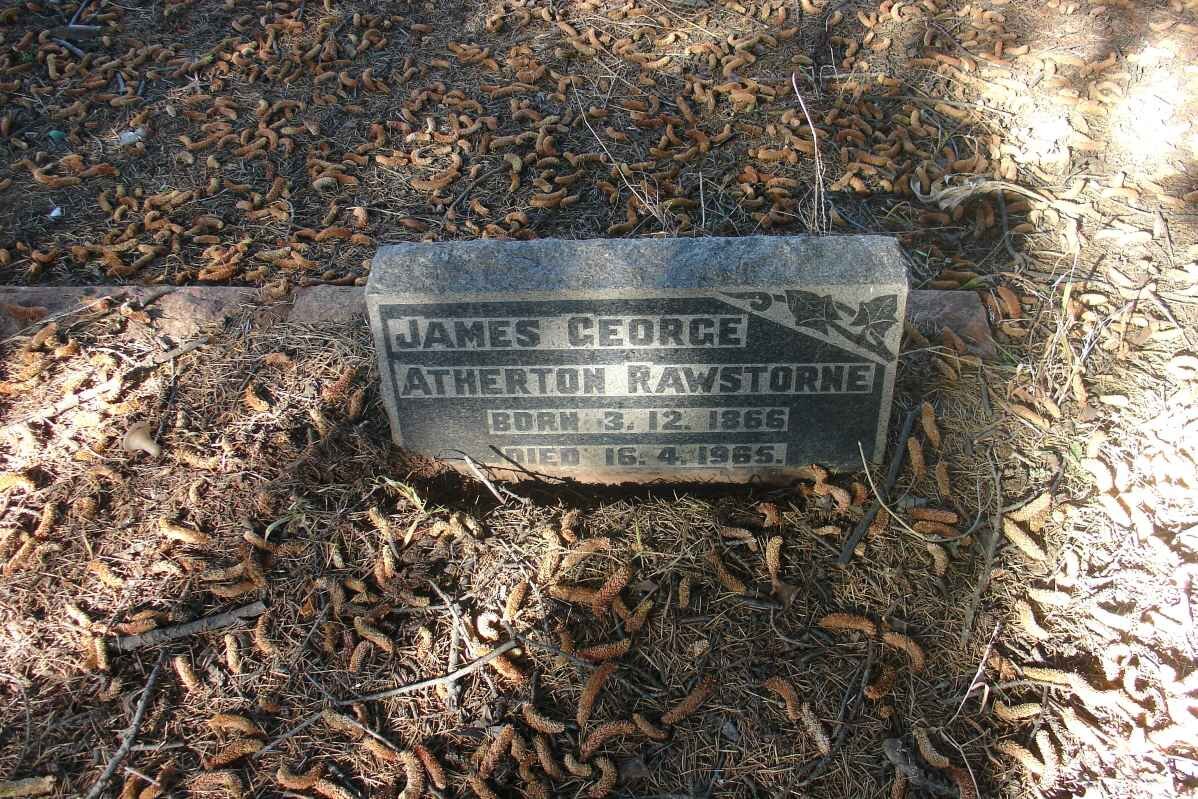 JAMES GEORGE
ATHERTON RAWSTORNE
BORN 3. 12. 1866
DIED 16. 4. 1965.